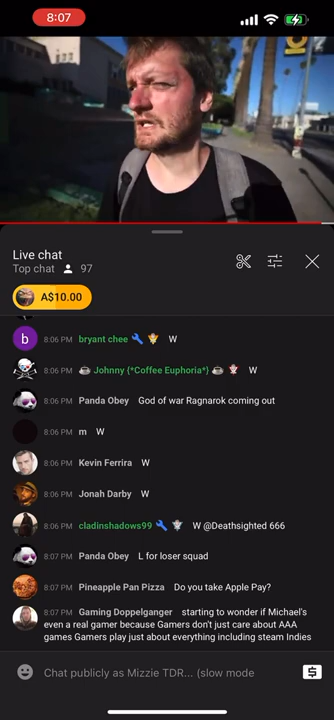 8:07
Live chat
Top chat 97
A$10.00
b
8:06 PM bryant chee W
8:06 PM ☕ Johnny {*Coffee Euphoria*} ☕ W
8:06 PM Panda Obey God of war Ragnarok coming out
8:06 PM m W
8:06 PM Kevin Ferrira W
8:06 PM Jonah Darby W
8:06 PM cladinshadows99 W @Deathsighted 666
8:07 PM Panda Obey L for loser squad
8:07 PM Pineapple Pan Pizza Do you take Apple Pay?
8:07 PM Gaming Doppelganger starting to wonder if Michael's
even a real gamer because Gamers don't just care about AAA
games Gamers play just about everything including steam Indies
Chat publicly as Mizzie TDR... (slow mode